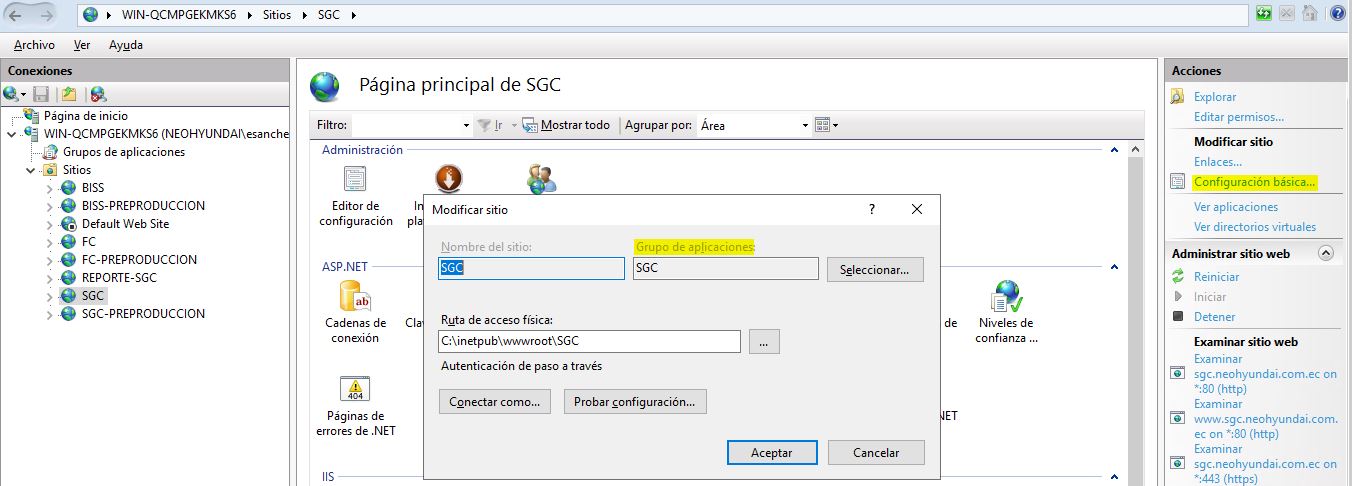 WIN-QCMPGEKMKS6 Sitios SGC
Archivo Ver Ayuda
Conexiones
Página de inicio
WIN-QCMPGEKMKS6 (NEOHYUNDAI\esanche
Grupos de aplicaciones
Sitios
BISS
BISS-PREPRODUCCION
Default Web Site
FC
FC-PREPRODUCCION
REPORTE-SGC
SGC
SGC-PREPRODUCCION
Página principal de SGC
Filtro: Ir Mostrar todo Agrupar por: Área
Administración
Editor de
configuración
In
pla
ASP.NET
ab
Cadenas de
conexión
Clav
de
Niveles de
confianza ...
404
Páginas de
errores de .NET
.NET
IIS
Modificar sitio
?
Nombre del sitio: Grupo de aplicaciones:
SGC SGC Seleccionar...
Ruta de acceso física:
C:\inetpub\wwwroot\SGC ...
Autenticación de paso a través
Conectar como... Probar configuración...
Aceptar Cancelar
Acciones
Explorar
Editar permisos...
Modificar sitio
Enlaces...
Configuración básica...
Ver aplicaciones
Ver directorios virtuales
Administrar sitio web
Reiniciar
Iniciar
Detener
Examinar sitio web
Examinar
sgc.neohyundai.com.ec on
*:80 (http)
Examinar
www.sgc.neohyundai.com.
ec on *:80 (http)
Examinar
sgc.neohyundai.com.ec on
*:443 (https)